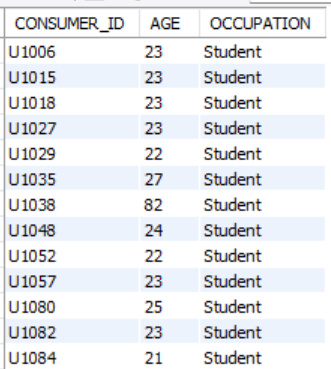 CONSUMER_ID AGE OCCUPATION
U1006 23 Student
U1015 23 Student
U1018 23 Student
U1027 23 Student
U1029 22 Student
U1035 27 Student
U1038 82 Student
U1048 24 Student
U1052 22 Student
U1057 23 Student
U1080 25 Student
U1082 23 Student
U1084 21 Student